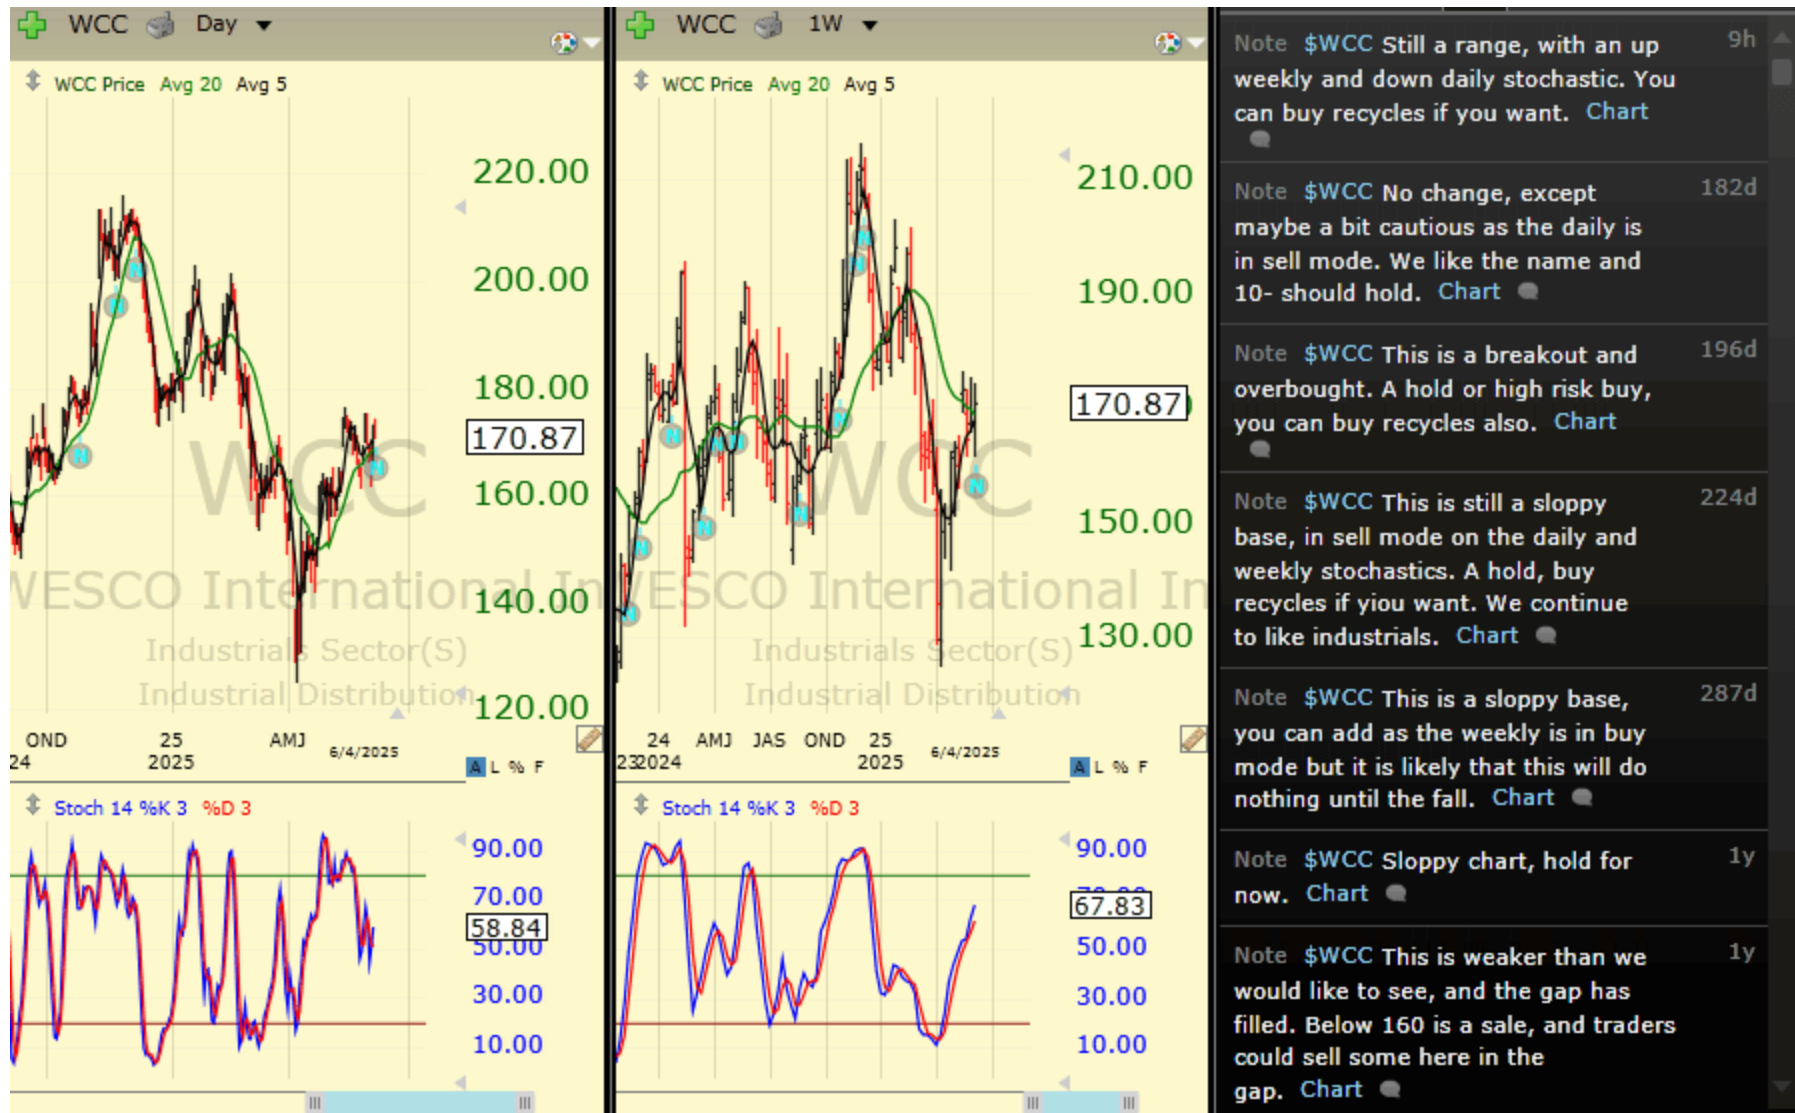 WCC Day
WCC Price Avg 20 Avg 5
220.00
200.00
180.00
170.87
160.00
140.00
120.00
WCC
WESCO International In
Industrials Sector(S)
Industrial Distribution
OND 25 AMJ 6/4/2025
24 2025
A L % F
Stoch 14 %K 3 %D 3
90.00
70.00
58.84
50.00
30.00
10.00
WCC 1W
WCC Price Avg 20 Avg 5
210.00
190.00
170.87
150.00
130.00
WCC
WESCO International In
Industrials Sector(S)
Industrial Distribution
24 AMJ JAS OND 25 6/4/2025
23 2024 2025
A L % F
Stoch 14 %K 3 %D 3
90.00
70.00
67.83
50.00
30.00
10.00
Note $WCC Still a range, with an up 9h
weekly and down daily stochastic. You
can buy recycles if you want. Chart
Note $WCC No change, except 182d
maybe a bit cautious as the daily is
in sell mode. We like the name and
10- should hold. Chart
Note $WCC This is a breakout and 196d
overbought. A hold or high risk buy,
you can buy recycles also. Chart
Note $WCC This is still a sloppy 224d
base, in sell mode on the daily and
weekly stochastics. A hold, buy
recycles if yiou want. We continue
to like industrials. Chart
Note $WCC This is a sloppy base, 287d
you can add as the weekly is in buy
mode but it is likely that this will do
nothing until the fall. Chart
Note $WCC Sloppy chart, hold for 1y
now. Chart
Note $WCC This is weaker than we 1y
would like to see, and the gap has
filled. Below 160 is a sale, and traders
could sell some here in the
gap. Chart